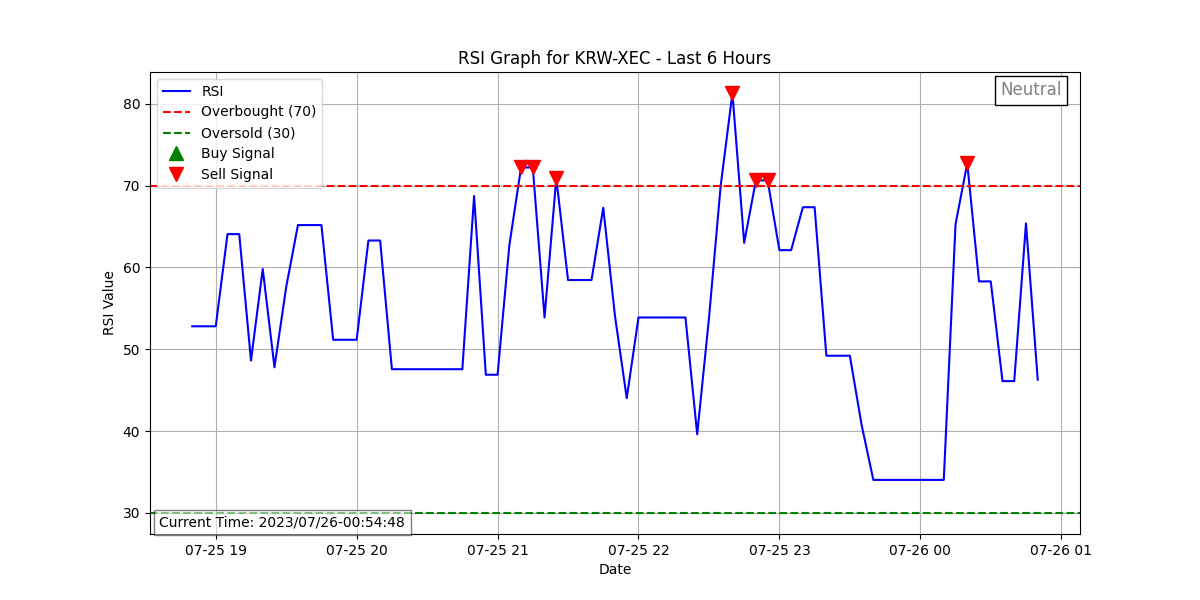 RSI Graph for KRW-XEC - Last 6 Hours
RSI
Overbought (70)
Oversold (30)
Buy Signal
Sell Signal
Neutral
80
70
60
50
40
30
RSI Value
Current Time: 2023/07/26-00:54:48
07-25 19
07-25 20
07-25 21
07-25 22
07-25 23
07-26 00
07-26 01
Date